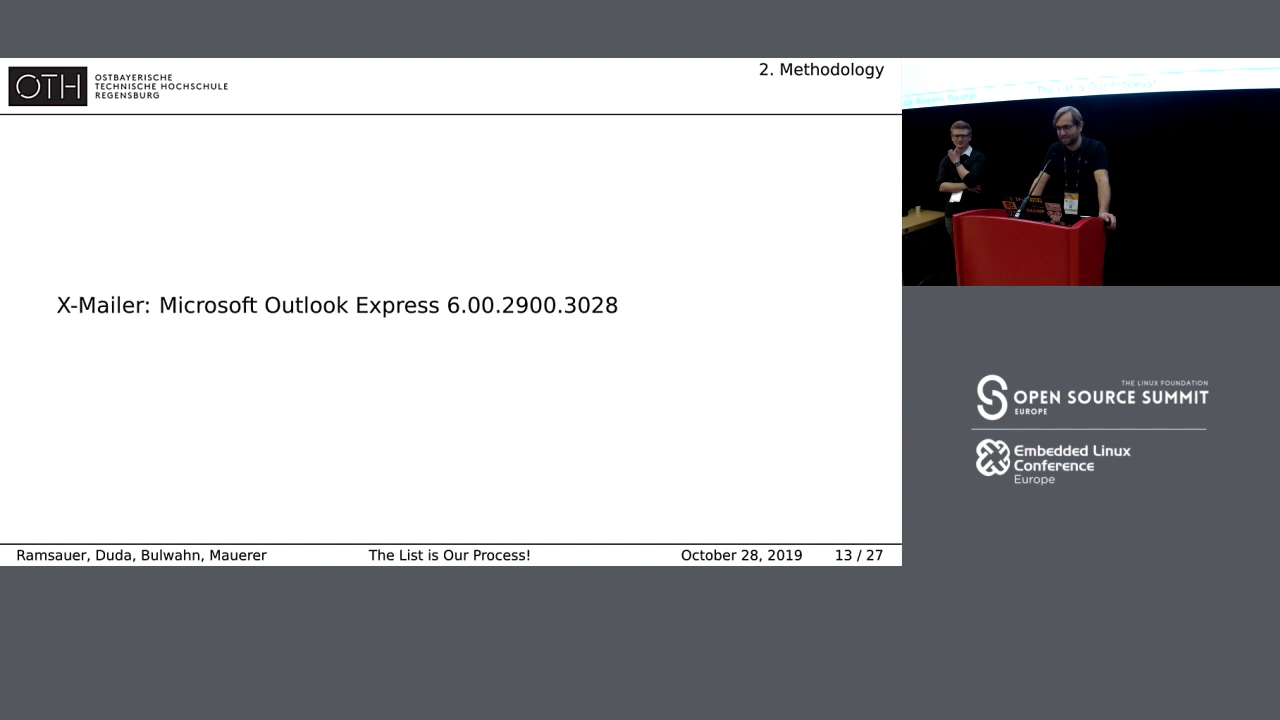 OTH
OSTBAYERISCHE
TECHNISCHE HOCHSCHULE
REGENSBURG
2. Methodology
X-Mailer: Microsoft Outlook Express 6.00.2900.3028
Ramsauer, Duda, Bulwahn, Mauerer
The List is Our Process!
October 28, 2019
13 / 27
THE LINUX FOUNDATION
OPEN SOURCE SUMMIT
EUROPE
Embedded Linux
Conference
Europe